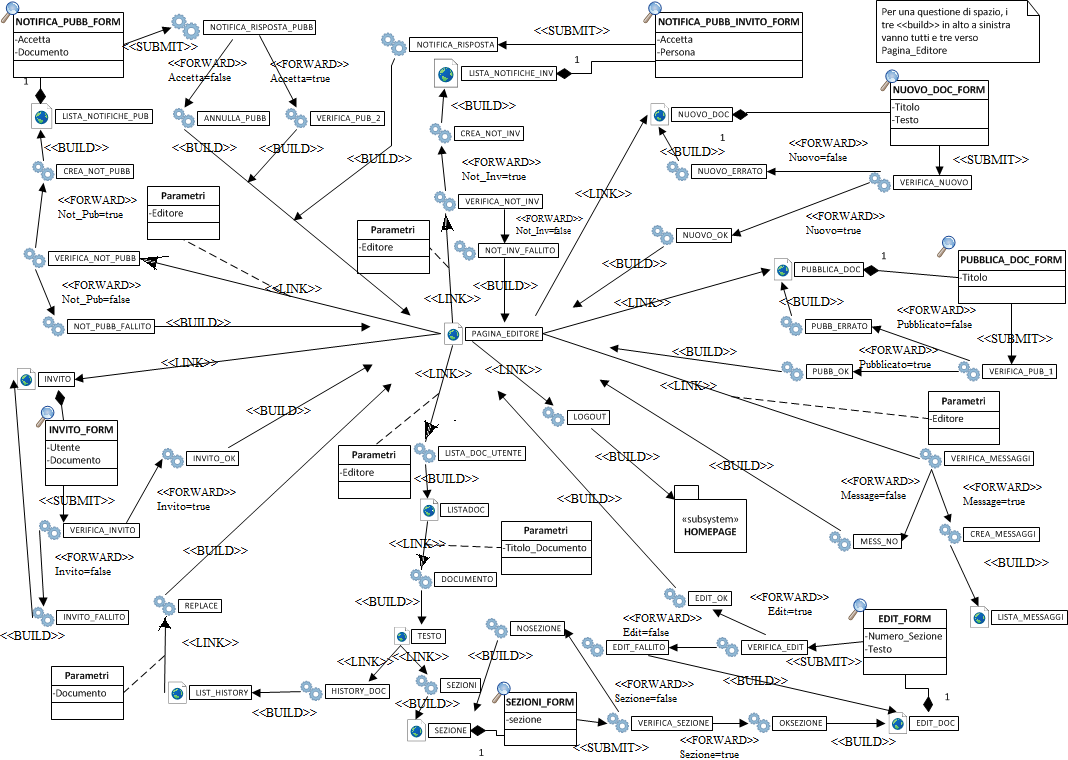 NOTIFICA_PUBB_FORM
-Accetta
-Documento
<<SUBMIT>>
NOTIFICA_RISPOSTA_PUBB
<<FORWARD>>
Accetta=false
<<FORWARD>>
Accetta=true
1
LISTA_NOTIFICHE_PUB
ANNULLA_PUBB
VERIFICA_PUB_2
<<BUILD>>
<<BUILD>>
<<BUILD>>
<<BUILD>>
CREA_NOT_PUBB
<<FORWARD>>
Not_Pub=true
Parametri
-Editore
VERIFICA_NOT_PUBB
<<FORWARD>>
Not_Pub=false
<<LINK>>
NOT_PUBB_FALLITO
<<BUILD>>
NOTIFICA_PUBB_INVITO_FORM
-Accetta
-Persona
<<SUBMIT>>
NOTIFICA_RISPOSTA
1
LISTA_NOTIFICHE_INV
<<BUILD>>
CREA_NOT_INV
<<FORWARD>>
Not_Inv=true
VERIFICA_NOT_INV
<<FORWARD>>
Not_Inv=false
Parametri
-Editore
NOT_INV_FALLITO
<<BUILD>>
<<LINK>>
PAGINA_EDITORE
Per una questione di spazio, i
tre <<build>> in alto a sinistra
vanno tutti e tre verso
Pagina_Editore
NUOVO_DOC_FORM
-Titolo
-Testo
NUOVO_DOC
1
<<BUILD>>
<<FORWARD>>
Nuovo=false
<<SUBMIT>>
NUOVO_ERRATO
VERIFICA_NUOVO
<<LINK>>
<<FORWARD>>
Nuovo=true
NUOVO_OK
<<BUILD>>
1
PUBBLICA_DOC_FORM
-Titolo
PUBBLICA_DOC
<<LINK>>
<<BUILD>>
<<FORWARD>>
Pubblicato=false
PUBB_ERRATO
<<SUBMIT>>
<<BUILD>>
<<FORWARD>>
Pubblicato=true
PUBB_OK
VERIFICA_PUB_1
<<LINK>>
INVITO
INVITO_FORM
-Utente
-Documento
<<BUILD>>
INVITO_OK
<<SUBMIT>>
<<FORWARD>>
Invito=true
VERIFICA_INVITO
<<FORWARD>>
Invito=false
<<BUILD>>
INVITO_FALLITO
<<BUILD>>
REPLACE
<<LINK>>
Parametri
-Documento
LIST_HISTORY
<<BUILD>>
HISTORY_DOC
<<LINK>>
<<LINK>>
Parametri
-Editore
LISTA_DOC_UTENTE
<<BUILD>>
LISTADOC
<<LINK>>
Parametri
-Titolo_Documento
DOCUMENTO
<<BUILD>>
TESTO
<<LINK>>
<<LINK>>
SEZIONI
<<BUILD>>
SEZIONE
1
LOGOUT
<<BUILD>>
«subsystem»
HOMEPAGE
<<LINK>>
Parametri
-Editore
<<BUILD>>
VERIFICA_MESSAGGI
<<FORWARD>>
Message=false
<<FORWARD>>
Message=true
MESS_NO
CREA_MESSAGGI
<<BUILD>>
LISTA_MESSAGGI
<<BUILD>>
EDIT_OK
<<FORWARD>>
Edit=true
<<FORWARD>>
Edit=false
EDIT_FORM
-Numero_Sezione
-Testo
EDIT_FALLITO
VERIFICA_EDIT
<<SUBMIT>>
<<BUILD>>
1
EDIT_DOC
NOSEZIONE
<<BUILD>>
SEZIONI_FORM
-sezione
<<FORWARD>>
Sezione=false
<<SUBMIT>>
VERIFICA_SEZIONE
<<FORWARD>>
Sezione=true
OKSEZIONE
<<BUILD>>